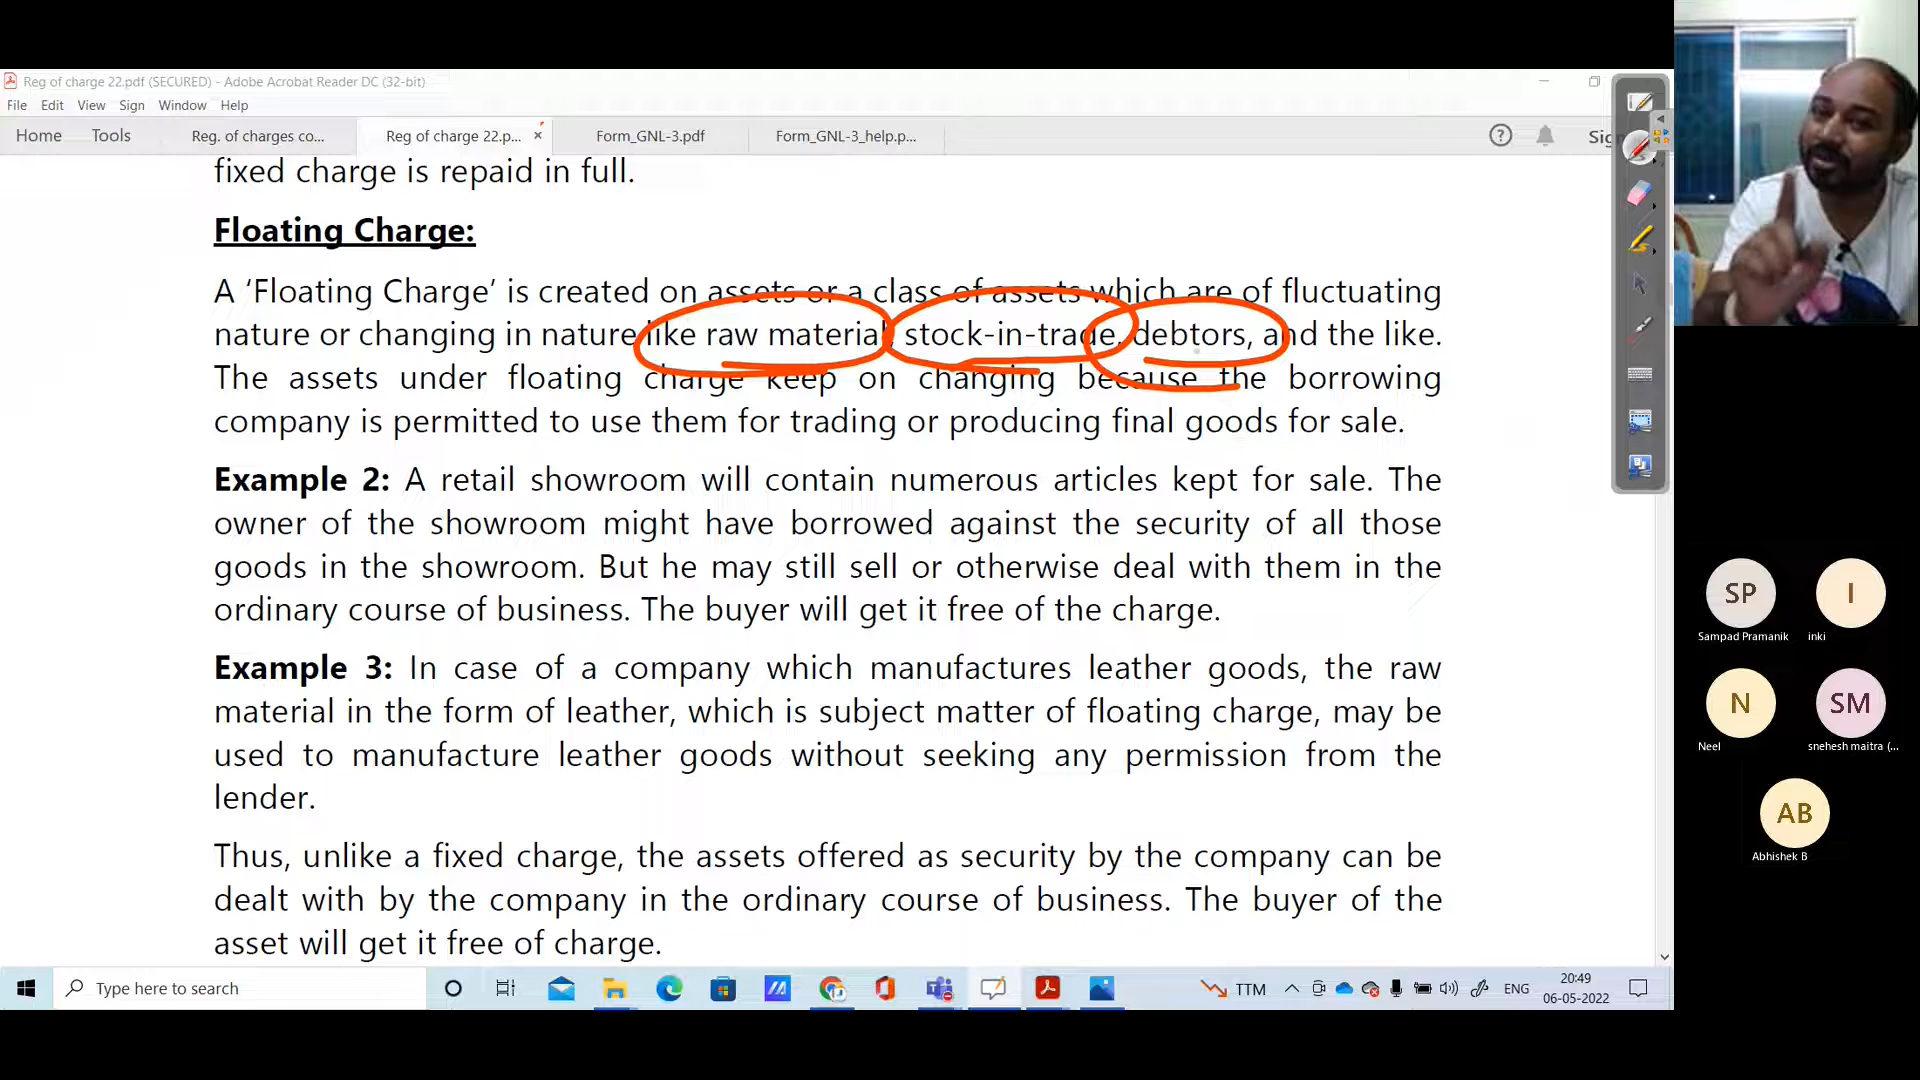 Reg of charge 22.pdf (SECURED) - Adobe Acrobat Reader DC (32-bit)
File Edit View Sign Window Help
Home Tools Reg. of charges co... Reg of charge 22.p... × Form_GNL-3.pdf Form_GNL-3_help.p...
fixed charge is repaid in full.
Floating Charge:
A ‘Floating Charge’ is created on assets or a class of assets which are of fluctuating
nature or changing in nature like raw material, stock-in-trade, debtors, and the like.
The assets under floating charge keep on changing because the borrowing
company is permitted to use them for trading or producing final goods for sale.
Example 2: A retail showroom will contain numerous articles kept for sale. The
owner of the showroom might have borrowed against the security of all those
goods in the showroom. But he may still sell or otherwise deal with them in the
ordinary course of business. The buyer will get it free of the charge.
Example 3: In case of a company which manufactures leather goods, the raw
material in the form of leather, which is subject matter of floating charge, may be
used to manufacture leather goods without seeking any permission from the
lender.
Thus, unlike a fixed charge, the assets offered as security by the company can be
dealt with by the company in the ordinary course of business. The buyer of the
asset will get it free of charge.
Type here to search
TTM
ENG
20:49
06-05-2022
SP
Sampad Pramanik
I
inki
N
Neel
SM
snehesh maitra (...
AB
Abhishek B